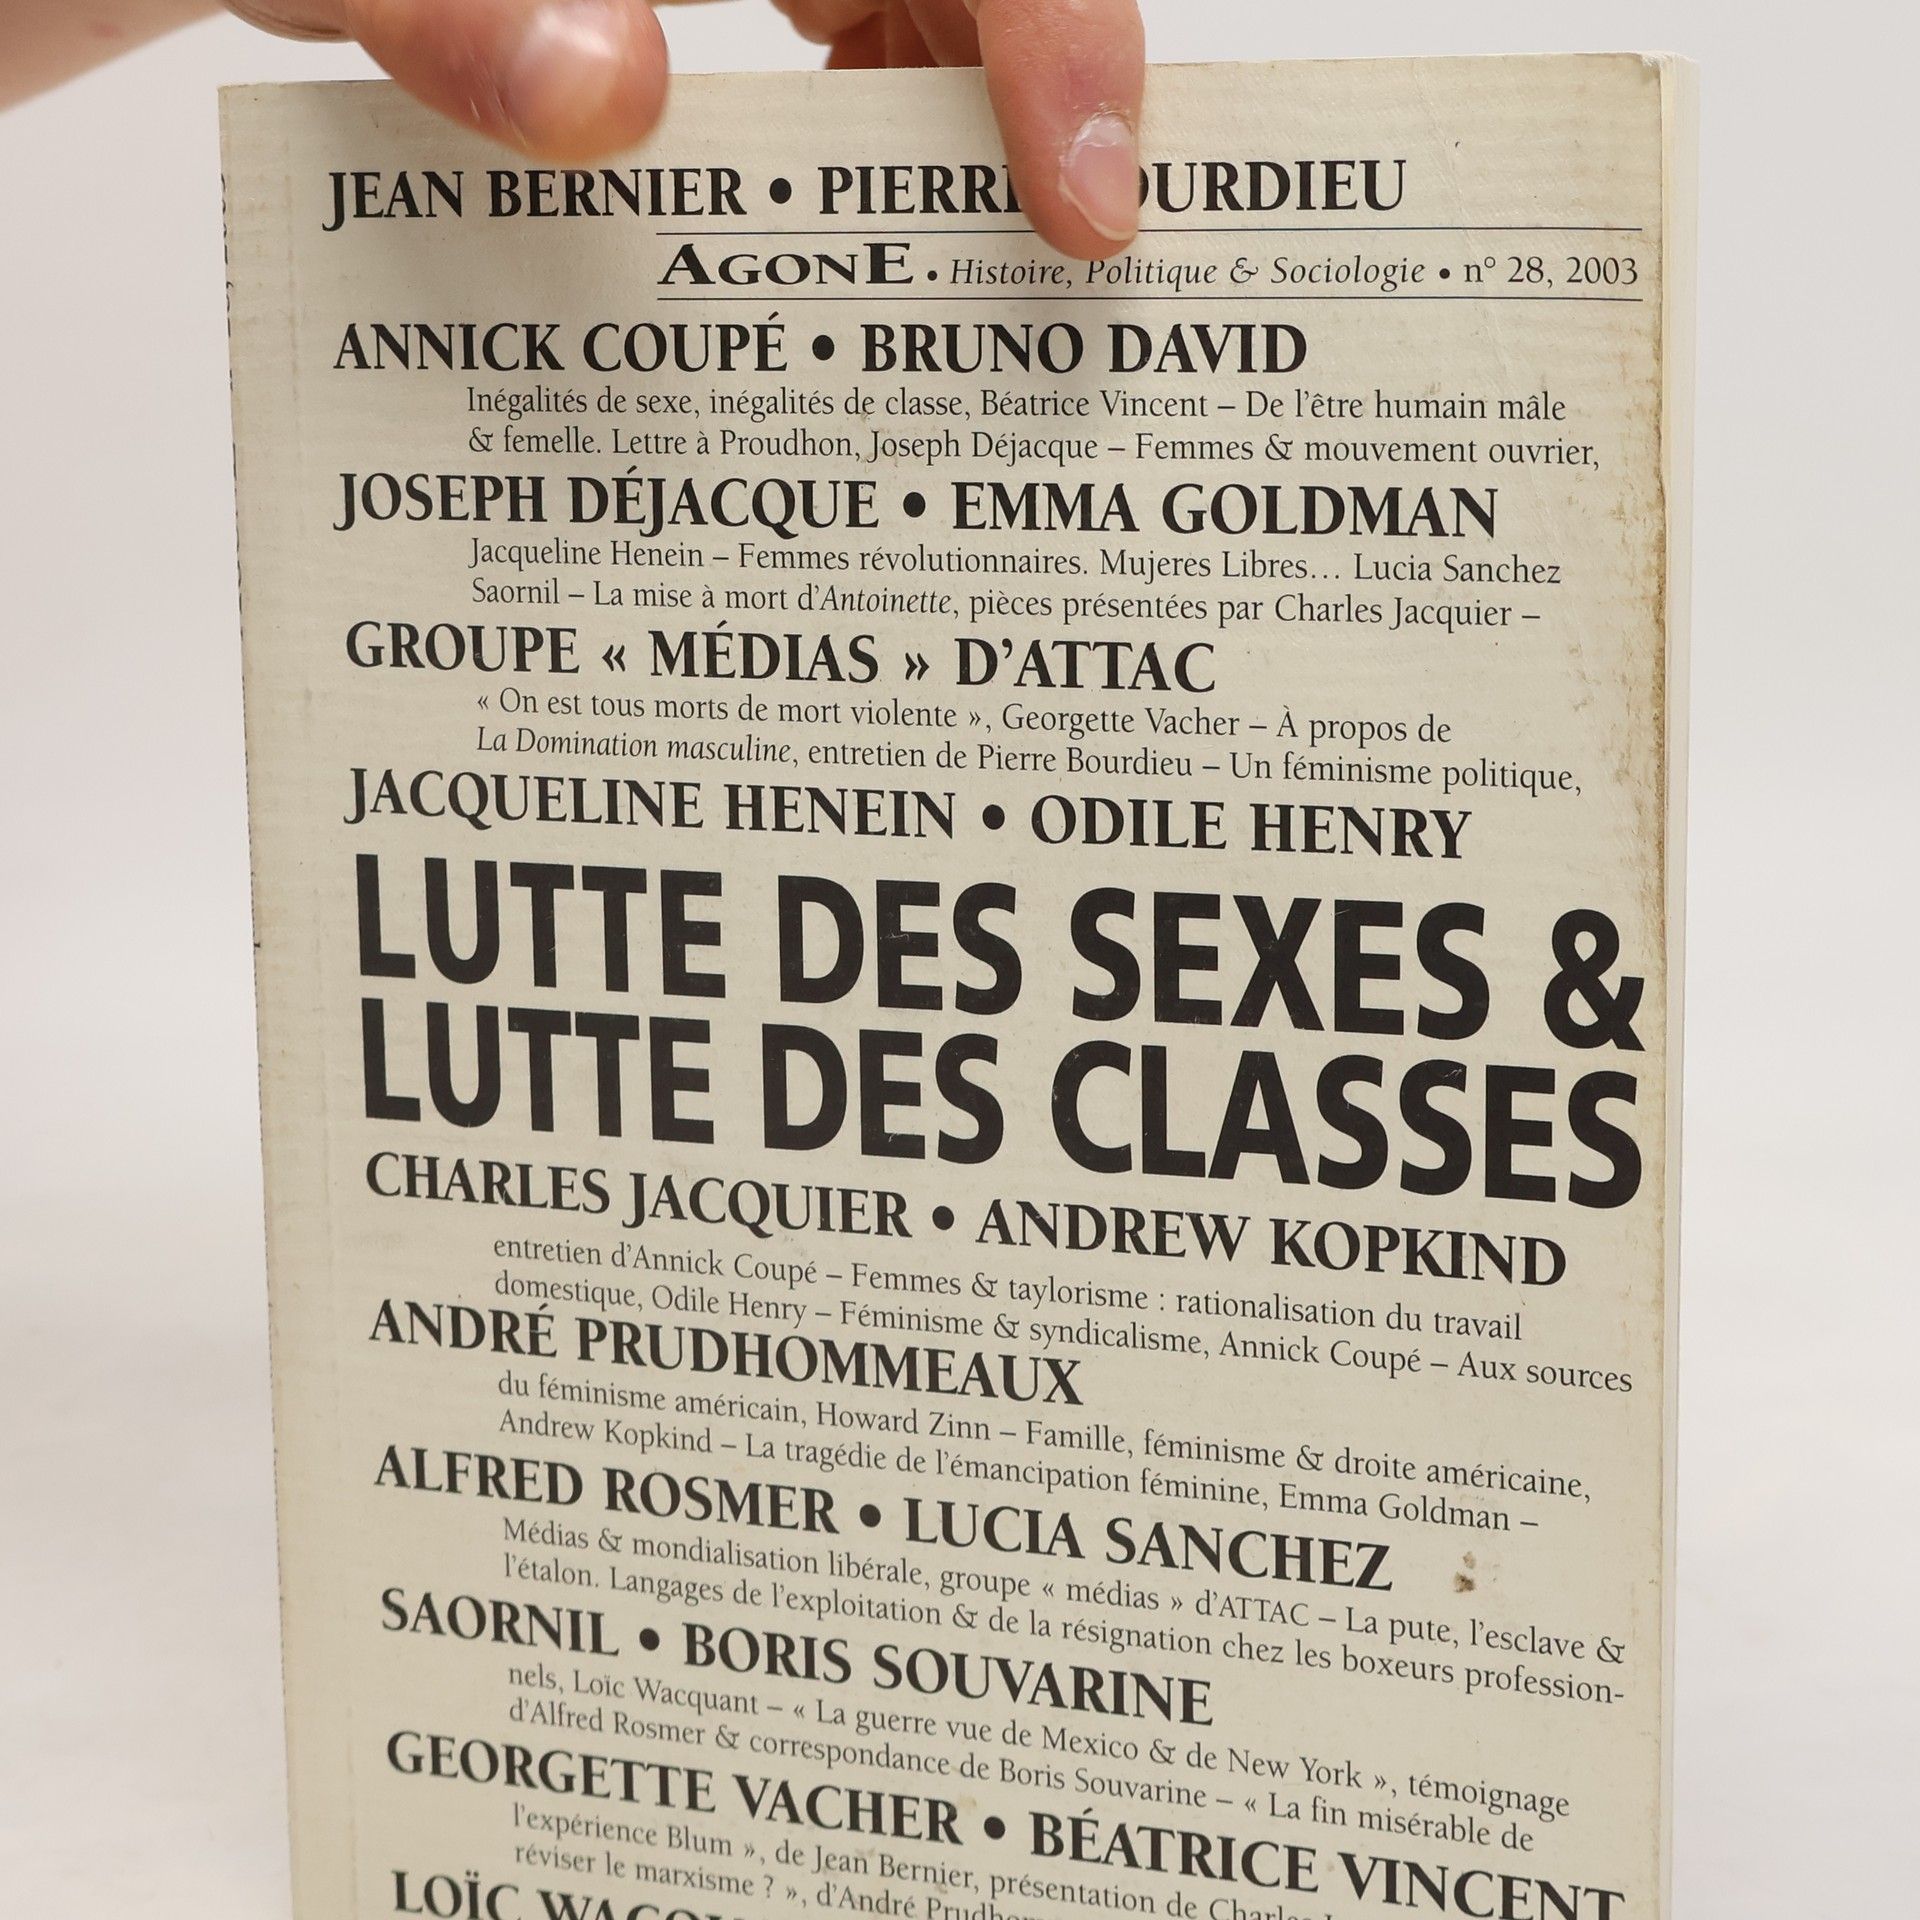 JEAN BERNIER • PIERRE BOURDIEU
AGONE • Histoire, Politique & Sociologie • n° 28, 2003
ANNICK COUPÉ • BRUNO DAVID
Inégalités de sexe, inégalités de classe, Béatrice Vincent – De l'être humain mâle
& femelle. Lettre à Proudhon, Joseph Déjacque – Femmes & mouvement ouvrier,
JOSEPH DÉJACQUE • EMMA GOLDMAN
Jacqueline Henein – Femmes révolutionnaires. Mujeres Libres… Lucia Sanchez
Saornil – La mise à mort d'Antoinette, pièces présentées par Charles Jacquier –
GROUPE « MÉDIAS » D'ATTAC
« On est tous morts de mort violente », Georgette Vacher – À propos de
La Domination masculine, entretien de Pierre Bourdieu – Un féminisme politique,
JACQUELINE HENEIN • ODILE HENRY
LUTTE DES SEXES &
LUTTE DES CLASSES
CHARLES JACQUIER • ANDREW KOPKIND
entretien d'Annick Coupé – Femmes & taylorisme : rationalisation du travail
domestique, Odile Henry – Féminisme & syndicalisme, Annick Coupé – Aux sources
ANDRÉ PRUDHOMMEAUX
du féminisme américain, Howard Zinn – Famille, féminisme & droite américaine,
Andrew Kopkind – La tragédie de l'émancipation féminine, Emma Goldman –
ALFRED ROSMER • LUCIA SANCHEZ
Médias & mondialisation libérale, groupe « médias » d'ATTAC – La pute, l'esclave &
l'étalon. Langages de l'exploitation & de la résignation chez les boxeurs profession-
SAORNIL • BORIS SOUVARINE
nels, Loïc Wacquant – « La guerre vue de Mexico & de New York », témoignage
d'Alfred Rosmer & correspondance de Boris Souvarine – « La fin misérable de
GEORGETTE VACHER • BÉATRICE VINCENT
l'expérience Blum », de Jean Bernier, présentation de Charles
réviser le marxisme ? », d'André
LOÏC